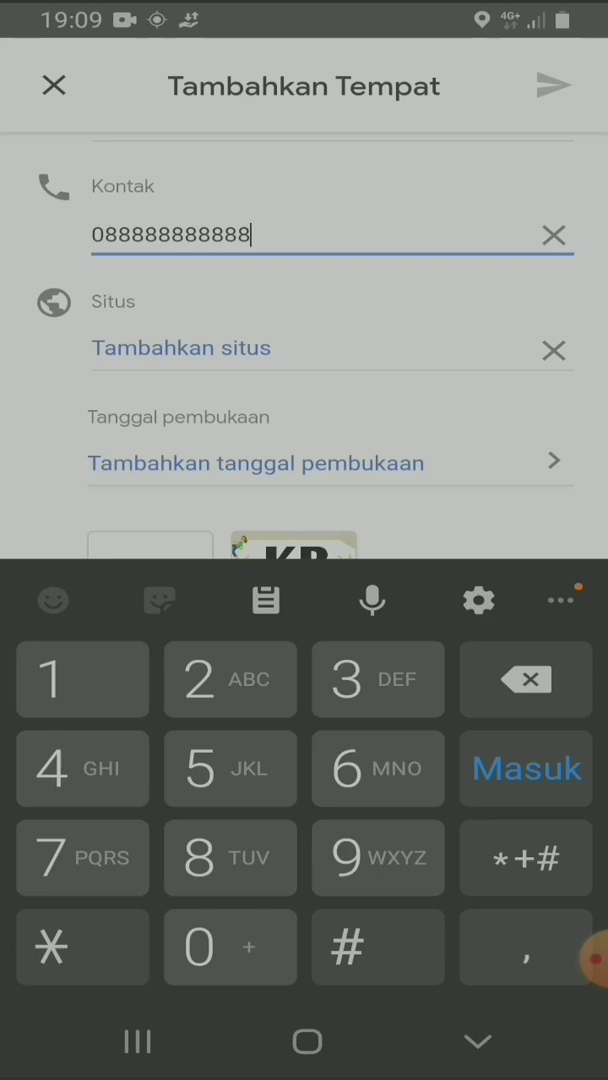 19:09 4G+
Tambahkan Tempat
Kontak
088888888888
Situs
Tambahkan situs
Tanggal pembukaan
Tambahkan tanggal pembukaan
1 2 ABC 3 DEF
4 GHI 5 JKL 6 MNO Masuk
7 PQRS 8 TUV 9 WXYZ *+#
* 0 + # ,